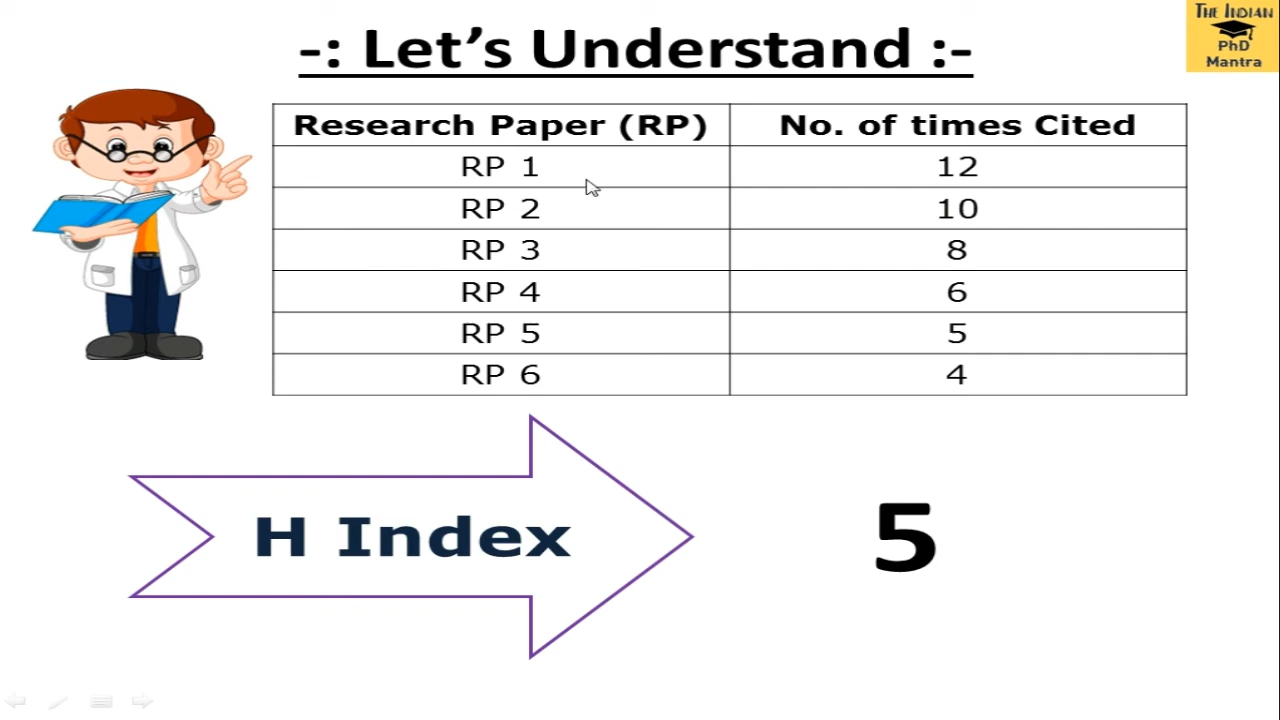 -: Let’s Understand :-
THE INDIAN
PhD
Mantra
Research Paper (RP) No. of times Cited
RP 1 12
RP 2 10
RP 3 8
RP 4 6
RP 5 5
RP 6 4
H Index 5